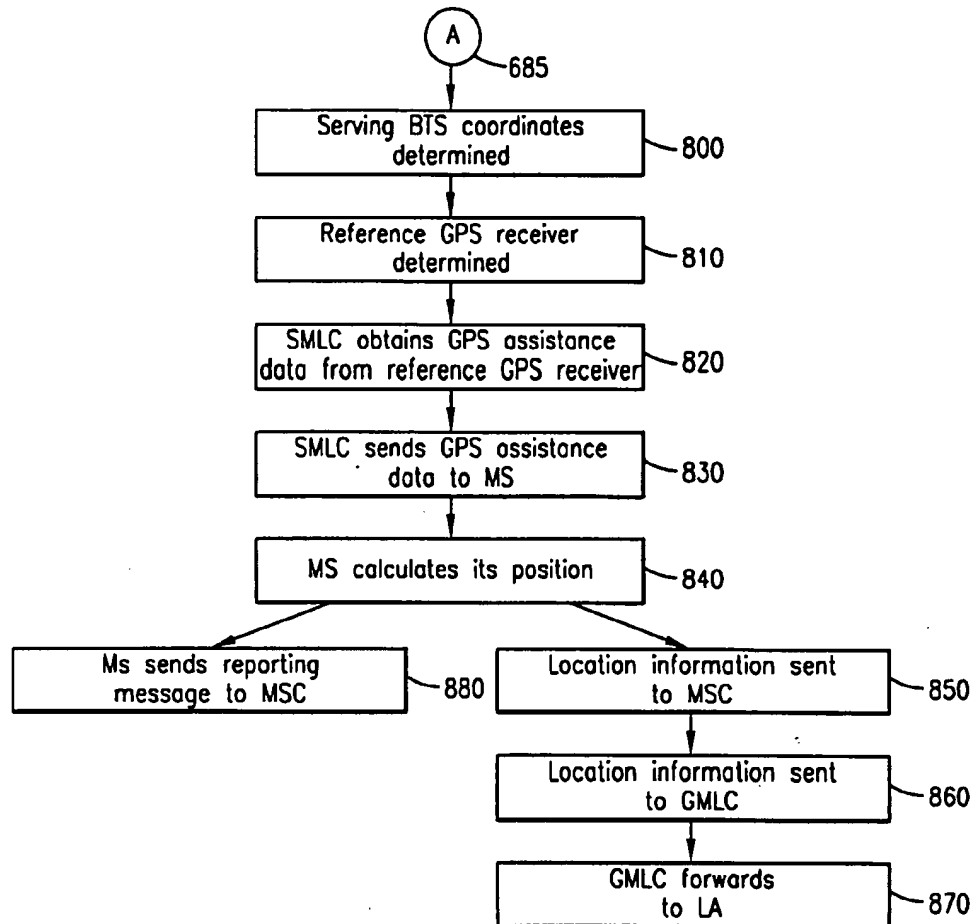 A
685
Serving BTS coordinates
determined
800
Reference GPS receiver
determined
810
SMLC obtains GPS assistance
data from reference GPS receiver
820
SMLC sends GPS assistance
data to MS
830
MS calculates its position
840
Ms sends reporting
message to MSC
880
Location information sent
to MSC
850
Location information sent
to GMLC
860
GMLC forwards
to LA
870